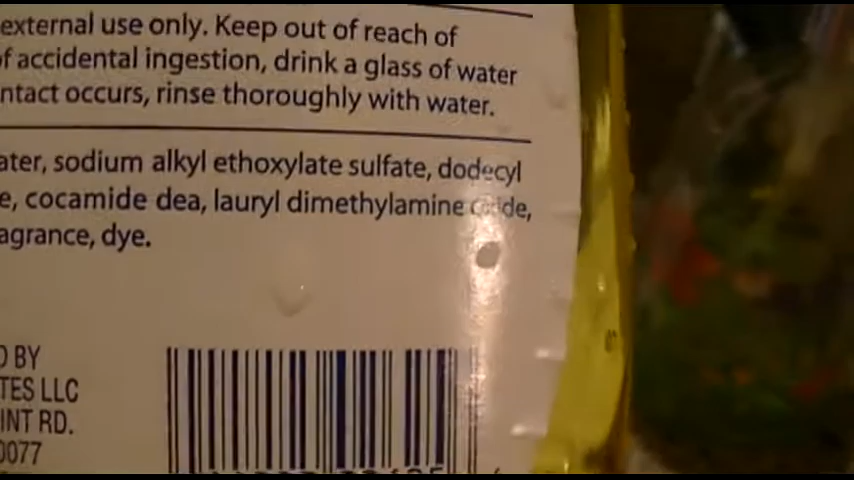 external use only. Keep out of reach of
f accidental ingestion, drink a glass of water
ntact occurs, rinse thoroughly with water.
ater, sodium alkyl ethoxylate sulfate, dodecyl
e, cocamide dea, lauryl dimethylamine oxide,
agrance, dye.
D BY
TES LLC
INT RD.
0077